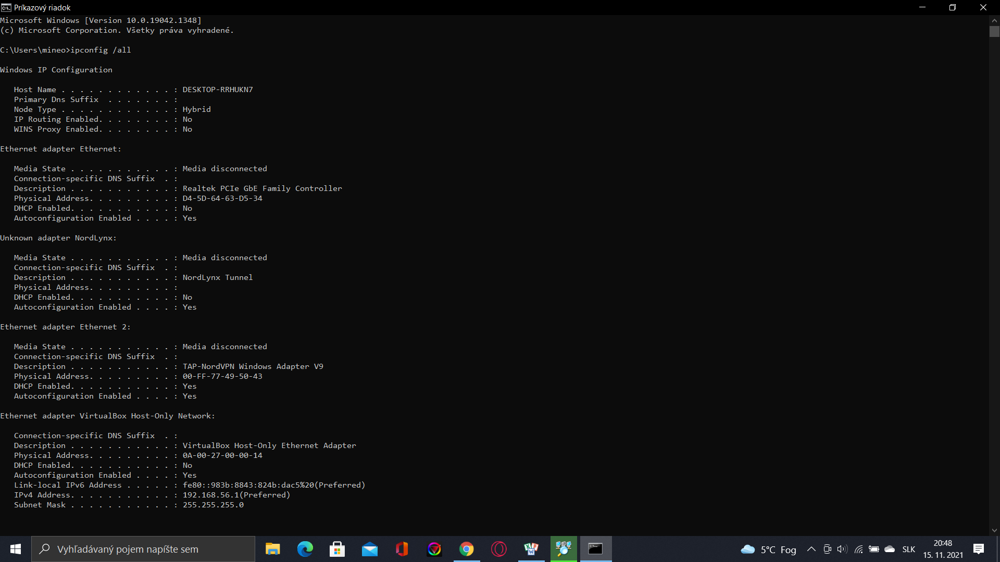 Príkazový riadok
Microsoft Windows [Version 10.0.19042.1348]
(c) Microsoft Corporation. Všetky práva vyhradené.
C:\Users\mineo>ipconfig /all
Windows IP Configuration
Host Name . . . . . . . . . . . . : DESKTOP-RRHUKN7
Primary Dns Suffix  . . . . . . . :
Node Type . . . . . . . . . . . . : Hybrid
IP Routing Enabled. . . . . . . . : No
WINS Proxy Enabled. . . . . . . . : No
Ethernet adapter Ethernet:
Media State . . . . . . . . . . . : Media disconnected
Connection-specific DNS Suffix  . :
Description . . . . . . . . . . . : Realtek PCIe GbE Family Controller
Physical Address. . . . . . . . . : D4-5D-64-63-D5-34
DHCP Enabled. . . . . . . . . . . : No
Autoconfiguration Enabled . . . . : Yes
Unknown adapter NordLynx:
Media State . . . . . . . . . . . : Media disconnected
Connection-specific DNS Suffix  . :
Description . . . . . . . . . . . : NordLynx Tunnel
Physical Address. . . . . . . . . :
DHCP Enabled. . . . . . . . . . . : No
Autoconfiguration Enabled . . . . : Yes
Ethernet adapter Ethernet 2:
Media State . . . . . . . . . . . : Media disconnected
Connection-specific DNS Suffix  . :
Description . . . . . . . . . . . : TAP-NordVPN Windows Adapter V9
Physical Address. . . . . . . . . : 00-FF-77-49-50-43
DHCP Enabled. . . . . . . . . . . : Yes
Autoconfiguration Enabled . . . . : Yes
Ethernet adapter VirtualBox Host-Only Network:
Connection-specific DNS Suffix  . :
Description . . . . . . . . . . . : VirtualBox Host-Only Ethernet Adapter
Physical Address. . . . . . . . . : 0A-00-27-00-00-14
DHCP Enabled. . . . . . . . . . . : No
Autoconfiguration Enabled . . . . : Yes
Link-local IPv6 Address . . . . . : fe80::983b:8843:824b:dac5%20(Preferred)
IPv4 Address. . . . . . . . . . . : 192.168.56.1(Preferred)
Subnet Mask . . . . . . . . . . . : 255.255.255.0
Vyhľadávaný pojem napíšte sem
5°C Fog
SLK
20:48
15. 11. 2021